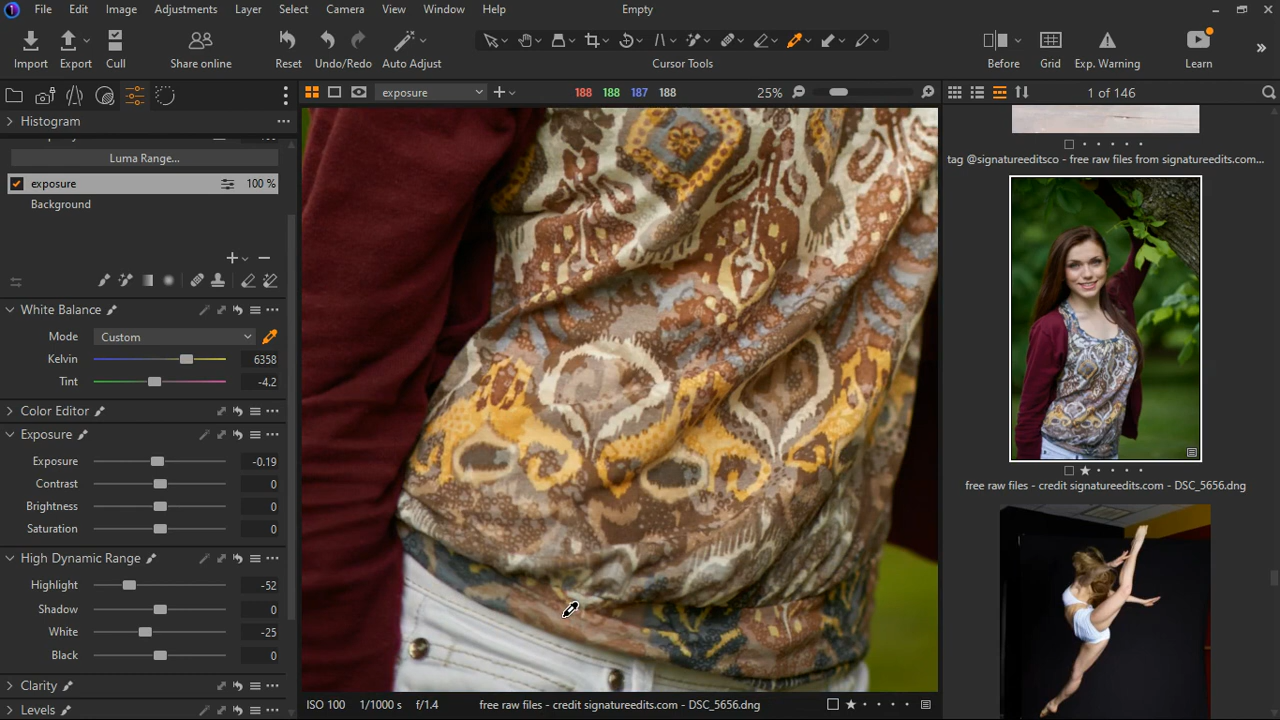 File Edit Image Adjustments Layer Select Camera View Window Help Empty
Import Export Cull Share online Reset Undo/Redo Auto Adjust Cursor Tools Before Grid Exp. Warning Learn
exposure 188 188 187 188 25% 1 of 146
Histogram
Luma Range...
exposure 100 %
Background
White Balance
Mode Custom
Kelvin 6358
Tint -4.2
Color Editor
Exposure
Exposure -0.19
Contrast 0
Brightness 0
Saturation 0
High Dynamic Range
Highlight -52
Shadow 0
White -25
Black 0
Clarity
Levels
ISO 100 1/1000 s f/1.4 free raw files - credit signatureedits.com - DSC_5656.dng
tag @signatureeditsco - free raw files from signatureedits.com...
free raw files - credit signatureedits.com - DSC_5656.dng